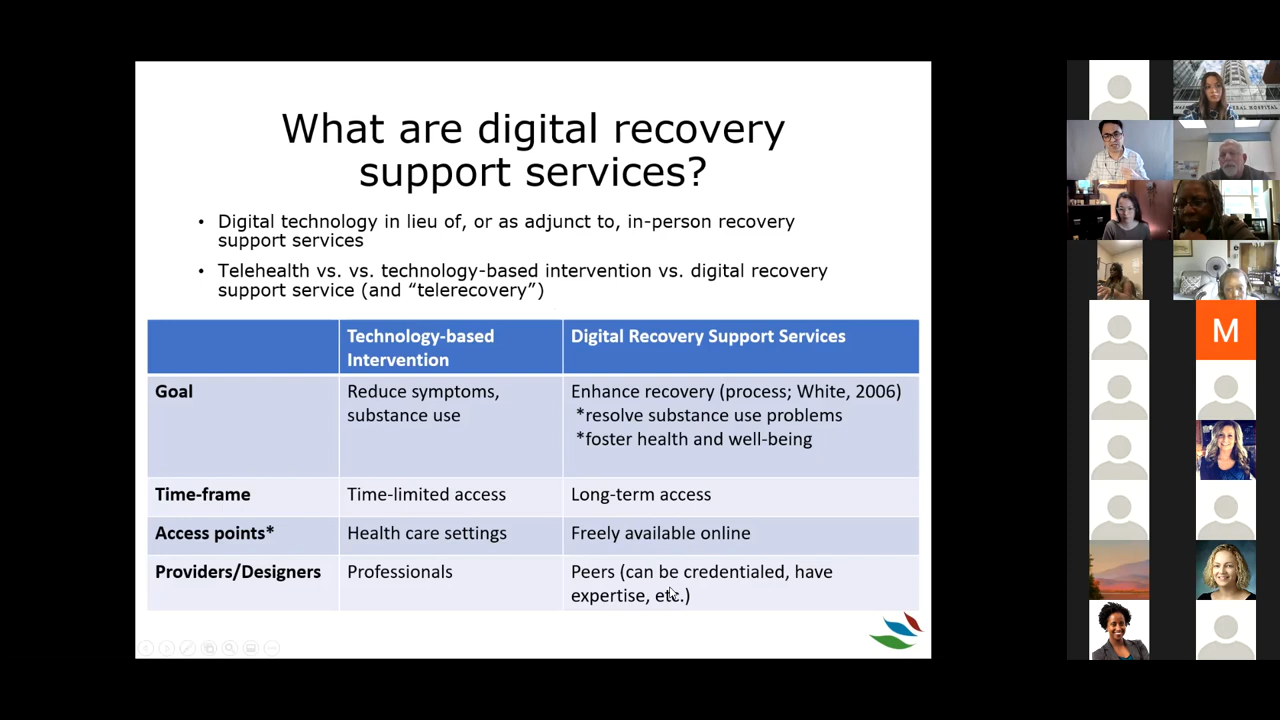 What are digital recovery
support services?
• Digital technology in lieu of, or as adjunct to, in-person recovery
support services
• Telehealth vs. vs. technology-based intervention vs. digital recovery
support service (and “telerecovery”)
Technology-based
Intervention
Digital Recovery Support Services
Goal
Reduce symptoms,
substance use
Enhance recovery (process; White, 2006)
*resolve substance use problems
*foster health and well-being
Time-frame
Time-limited access
Long-term access
Access points*
Health care settings
Freely available online
Providers/Designers
Professionals
Peers (can be credentialed, have
expertise, etc.)
GENERAL HOSPITAL
M